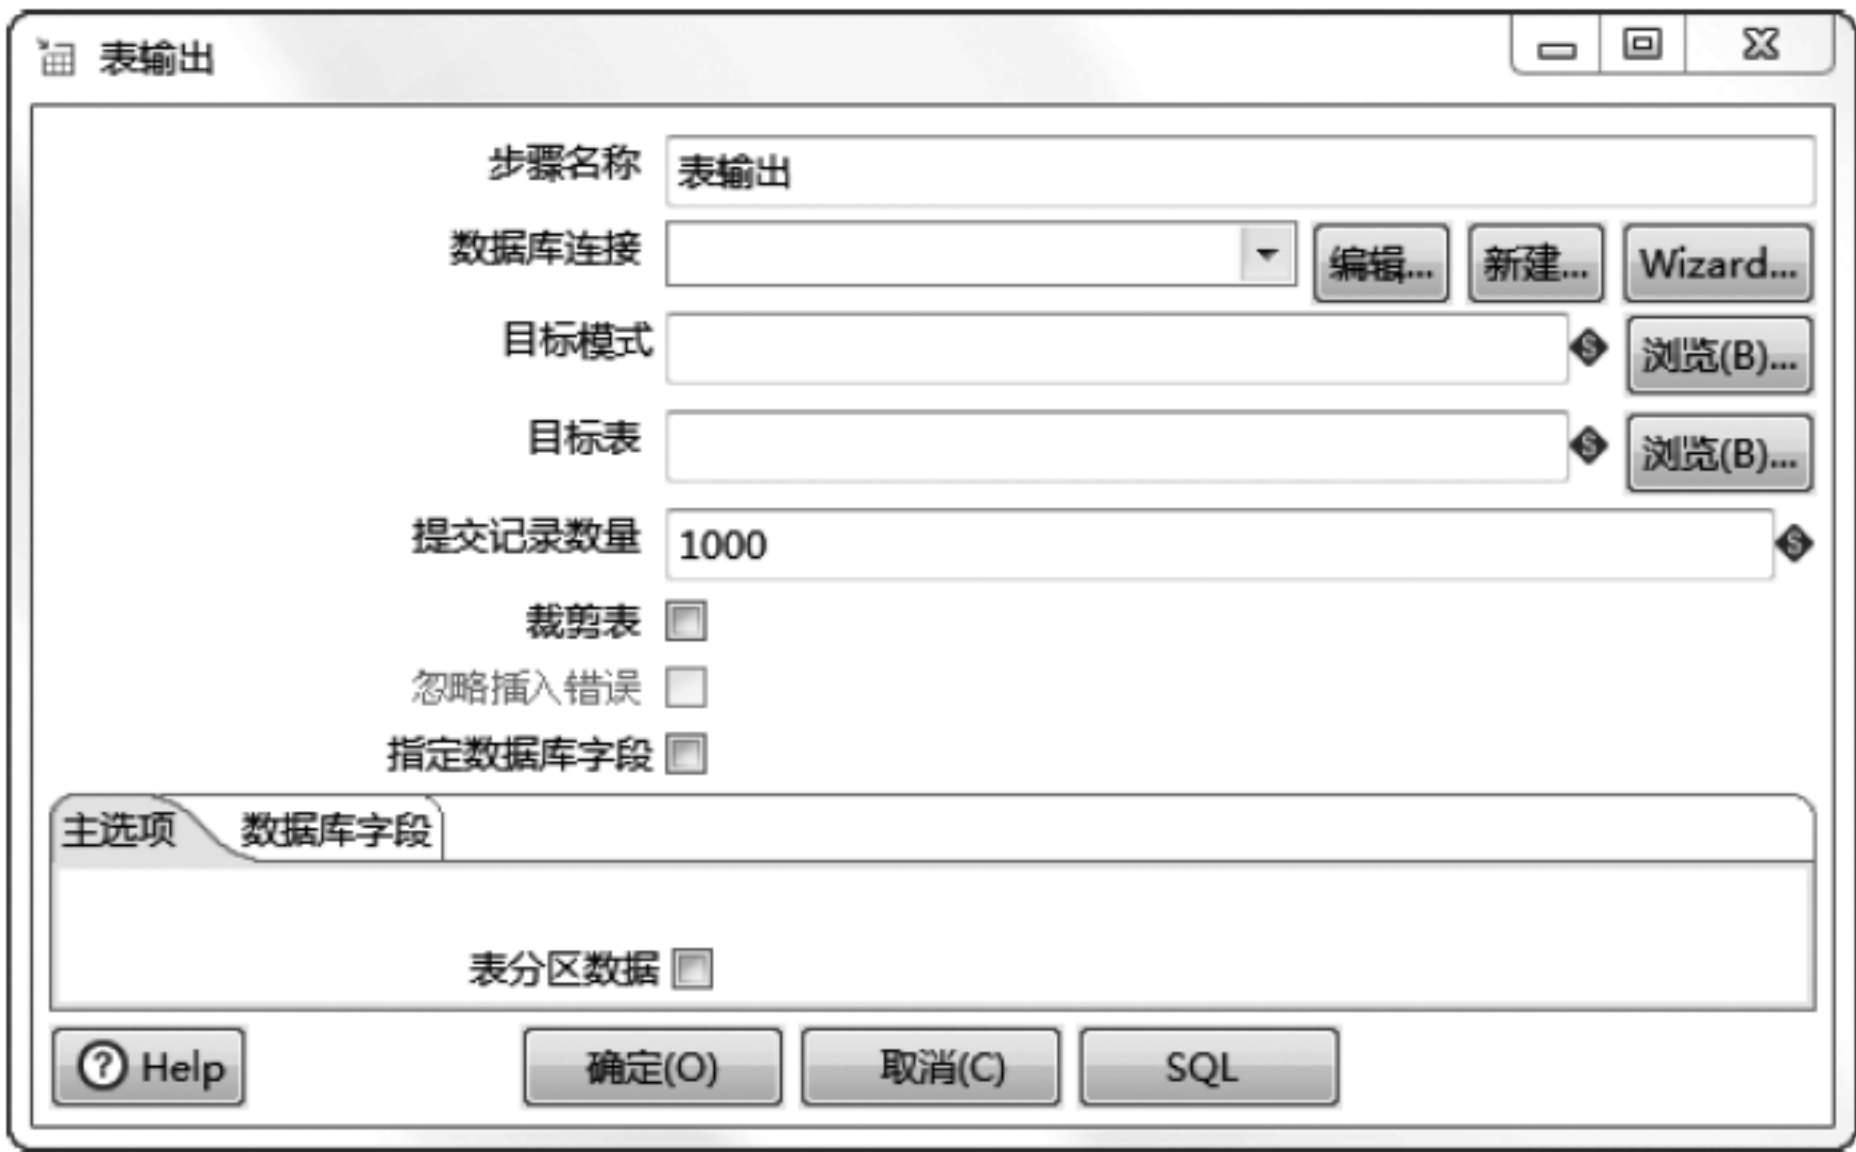 表输出
步骤名称 表输出
数据库连接 编辑... 新建... Wizard...
目标模式 浏览(B)...
目标表 浏览(B)...
提交记录数量 1000
裁剪表
忽略插入错误
指定数据库字段
主选项 数据库字段
表分区数据
Help 确定(O) 取消(C) SQL